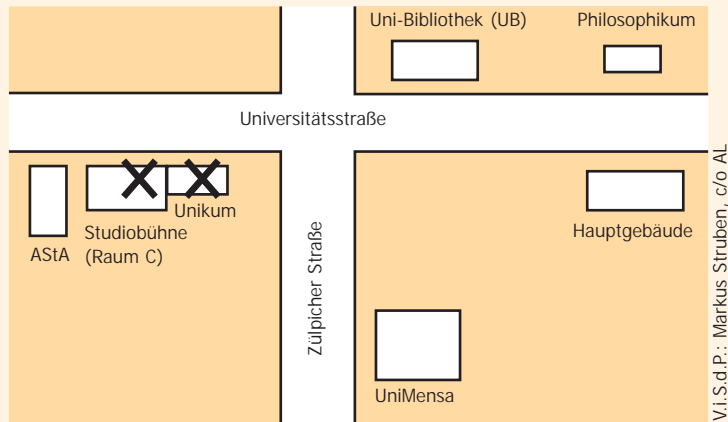 Uni-Bibliothek (UB)
Philosophikum
Universitätsstraße
AStA
Studiobühne
(Raum C)
Unikum
Zülpicher Straße
Hauptgebäude
UniMensa
V.i.S.d.P.: Markus Struben, c/o AL